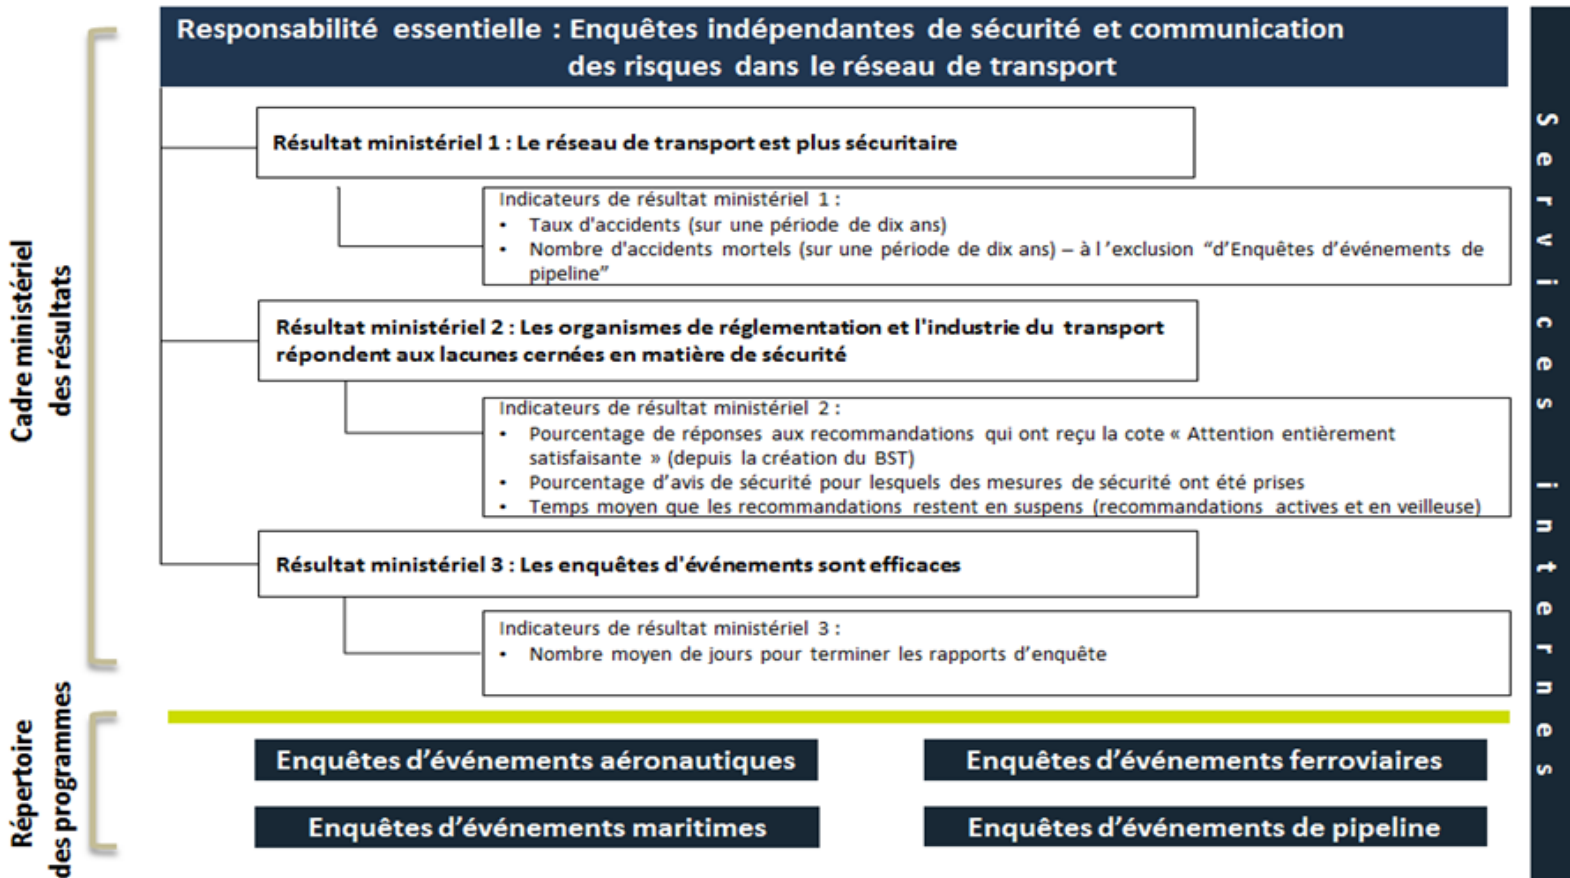 Responsabilité essentielle : Enquêtes indépendantes de sécurité et communication
des risques dans le réseau de transport
Cadre ministériel
des résultats
Résultat ministériel 1 : Le réseau de transport est plus sécuritaire
Indicateurs de résultat ministériel 1 :
• Taux d'accidents (sur une période de dix ans)
• Nombre d'accidents mortels (sur une période de dix ans) – à l'exclusion “d’Enquêtes d’événements de
pipeline”
Résultat ministériel 2 : Les organismes de réglementation et l'industrie du transport
répondent aux lacunes cernées en matière de sécurité
Indicateurs de résultat ministériel 2 :
• Pourcentage de réponses aux recommandations qui ont reçu la cote « Attention entièrement
satisfaisante » (depuis la création du BST)
• Pourcentage d’avis de sécurité pour lesquels des mesures de sécurité ont été prises
• Temps moyen que les recommandations restent en suspens (recommandations actives et en veilleuse)
Résultat ministériel 3 : Les enquêtes d'événements sont efficaces
Indicateurs de résultat ministériel 3 :
• Nombre moyen de jours pour terminer les rapports d’enquête
Répertoire
des programmes
Enquêtes d’événements aéronautiques
Enquêtes d’événements ferroviaires
Enquêtes d’événements maritimes
Enquêtes d’événements de pipeline
Services internes